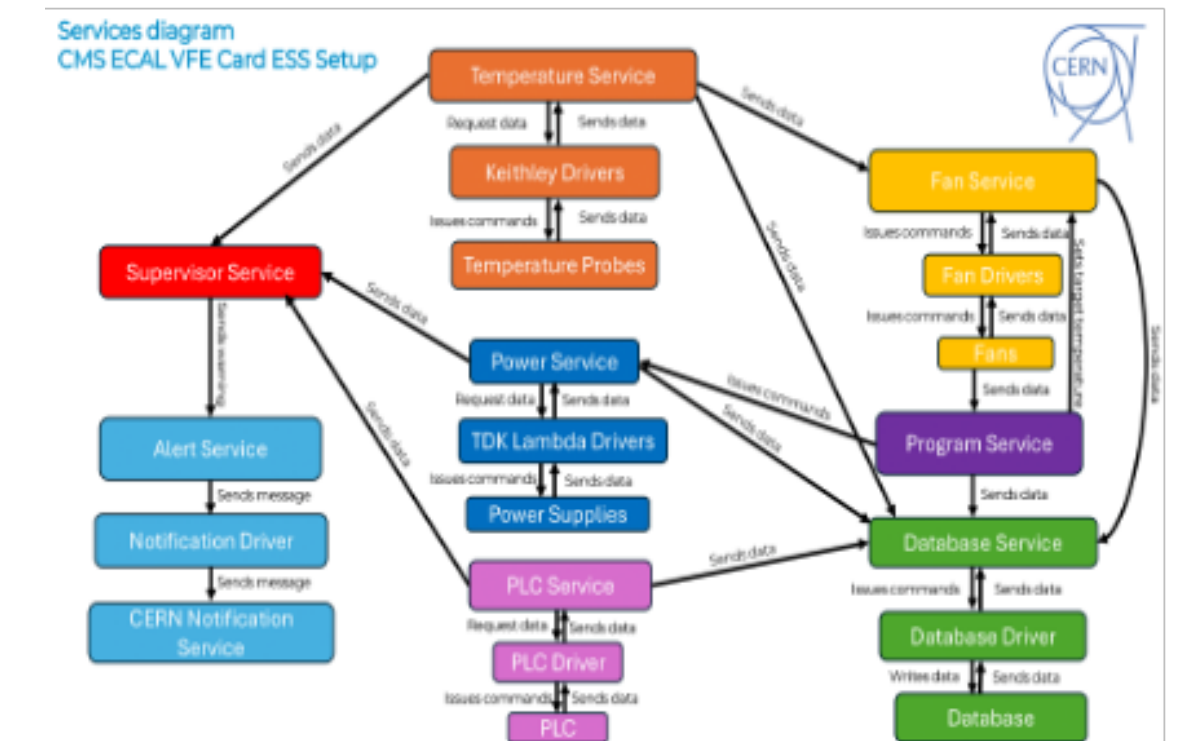 Services diagram
CMS ECAL VFE Card ESS Setup
CERN
Temperature Service
Sends data
Request data
Sends data
Sends data
Keithley Drivers
Fan Service
Issues commands
Sends data
Issues commands
Sends data
Sends data
Temperature Probes
Fan Drivers
Supervisor Service
Sends data
Issues commands
Sends data
Sets target temperature
Sends data
Sends warning
Power Service
Fans
Request data
Sends data
Issues commands
Sends data
Sends data
Sends data
TDK Lambda Drivers
Program Service
Alert Service
Issues commands
Sends data
Sends data
Sends message
Power Supplies
Notification Driver
Sends data
Database Service
Sends message
PLC Service
Issues commands
Sends data
CERN Notification
Service
Request data
Sends data
Database Driver
PLC Driver
Writes data
Sends data
Issues commands
Sends data
Database
PLC